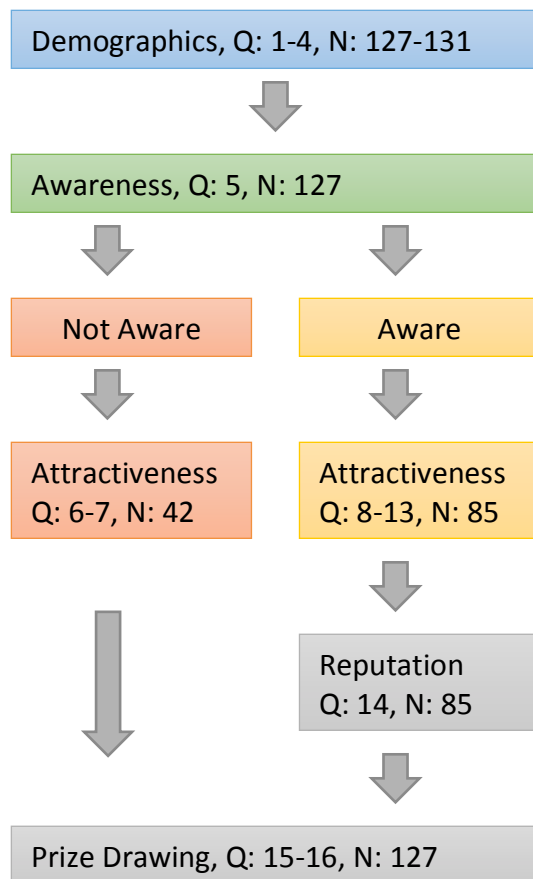 Demographics, Q: 1-4, N: 127-131
Awareness, Q: 5, N: 127
Not Aware
Aware
Attractiveness
Q: 6-7, N: 42
Attractiveness
Q: 8-13, N: 85
Reputation
Q: 14, N: 85
Prize Drawing, Q: 15-16, N: 127